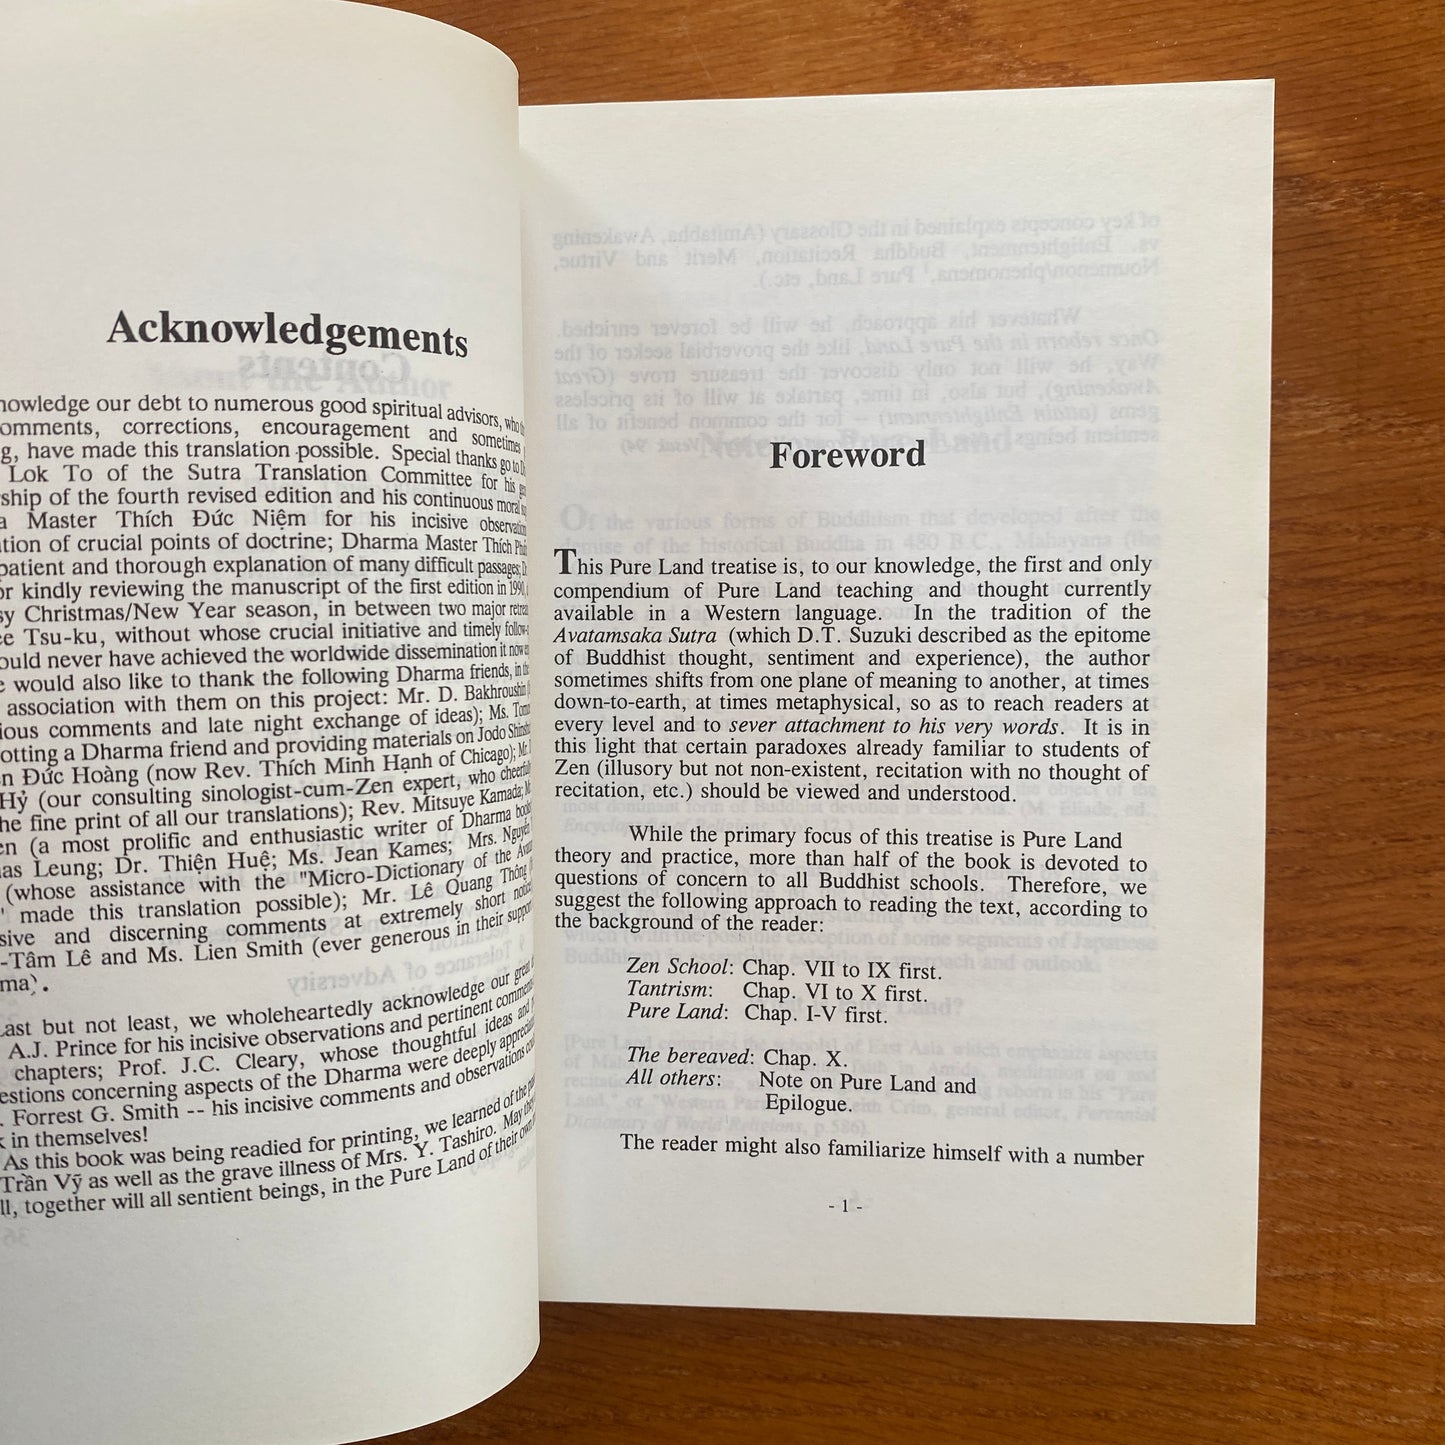 Acknowledgements
nowledge our debt to numerous good spiritual advisors, who
omments, corrections, encouragement and sometimes
g, have made this translation possible. Special thanks go to
Lok To of the Sutra Translation Committee for his
ship of the fourth revised edition and his continuous moral
a Master Thích Đức Niệm for his incisive
tion of crucial points of doctrine; Dharma Master Thích
patient and thorough explanation of many difficult passages;
or kindly reviewing the manuscript of the first edition in 1990,
sy Christmas/New Year season, in between two major
ee Tsu-ku, without whose crucial initiative and timely
ould never have achieved the worldwide dissemination it now
e would also like to thank the following Dharma friends, in the
association with them on this project: Mr. D. Bakhroushin
ious comments and late night exchange of ideas); Ms.
otting a Dharma friend and providing materials on Jodo
n Đức Hoàng (now Rev. Thích Minh Hạnh of Chicago);
Hỷ (our consulting sinologist-cum-Zen expert, who
he fine print of all our translations); Rev. Mitsuye Kamada;
en (a most prolific and enthusiastic writer of Dharma
as Leung; Dr. Thiện Huệ; Ms. Jean Kames; Mrs. Nguyễn
(whose assistance with the "Micro-Dictionary of the
" made this translation possible); Mr. Lê Quang Thông
sive and discerning comments at extremely short
-Tâm Lê and Ms. Lien Smith (ever generous in their support
ma).
Last but not least, we wholeheartedly acknowledge our great
A.J. Prince for his incisive observations and pertinent
chapters; Prof. J.C. Cleary, whose thoughtful ideas and
estions concerning aspects of the Dharma were deeply
. Forrest G. Smith -- his incisive comments and observations
k in themselves!
As this book was being readied for printing, we learned of the
Trần Vỹ as well as the grave illness of Mrs. Y. Tashiro. May
ll, together will all sentient beings, in the Pure Land of their own
Foreword
This Pure Land treatise is, to our knowledge, the first and only
compendium of Pure Land teaching and thought currently
available in a Western language. In the tradition of the
Avatamsaka Sutra (which D.T. Suzuki described as the epitome
of Buddhist thought, sentiment and experience), the author
sometimes shifts from one plane of meaning to another, at times
down-to-earth, at times metaphysical, so as to reach readers at
every level and to sever attachment to his very words. It is in
this light that certain paradoxes already familiar to students of
Zen (illusory but not non-existent, recitation with no thought of
recitation, etc.) should be viewed and understood.
While the primary focus of this treatise is Pure Land
theory and practice, more than half of the book is devoted to
questions of concern to all Buddhist schools. Therefore, we
suggest the following approach to reading the text, according to
the background of the reader:
Zen School: Chap. VII to IX first.
Tantrism: Chap. VI to X first.
Pure Land: Chap. I-V first.
The bereaved: Chap. X.
All others: Note on Pure Land and
Epilogue.
The reader might also familiarize himself with a number
- 1 -